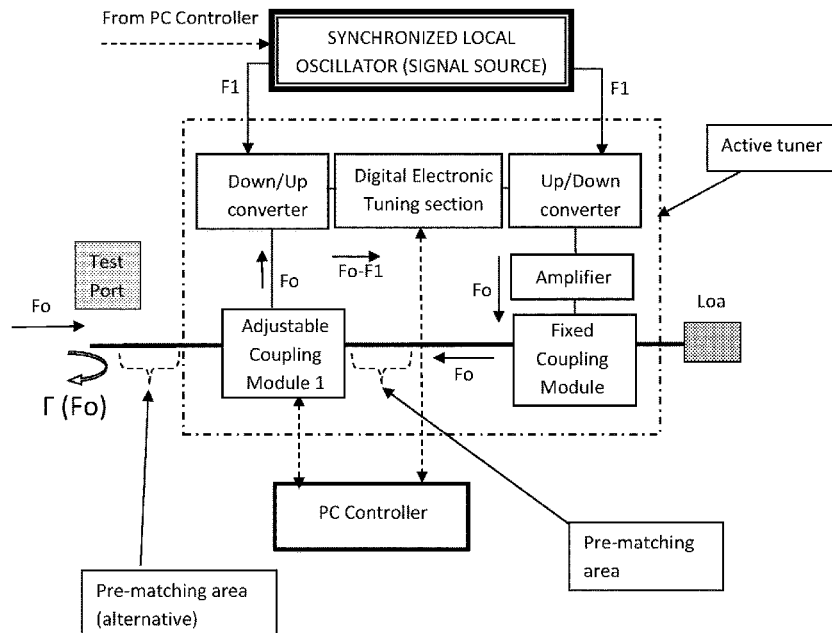 From PC Controller
SYNCHRONIZED LOCAL
OSCILLATOR (SIGNAL SOURCE)
F1
F1
Active tuner
Down/Up
converter
Digital Electronic
Tuning section
Up/Down
converter
Test
Port
Fo
Fo-F1
Fo
Amplifier
Loa
Fo
Adjustable
Coupling
Module 1
Fixed
Coupling
Module
Fo
Γ (Fo)
PC Controller
Pre-matching area
(alternative)
Pre-matching
area